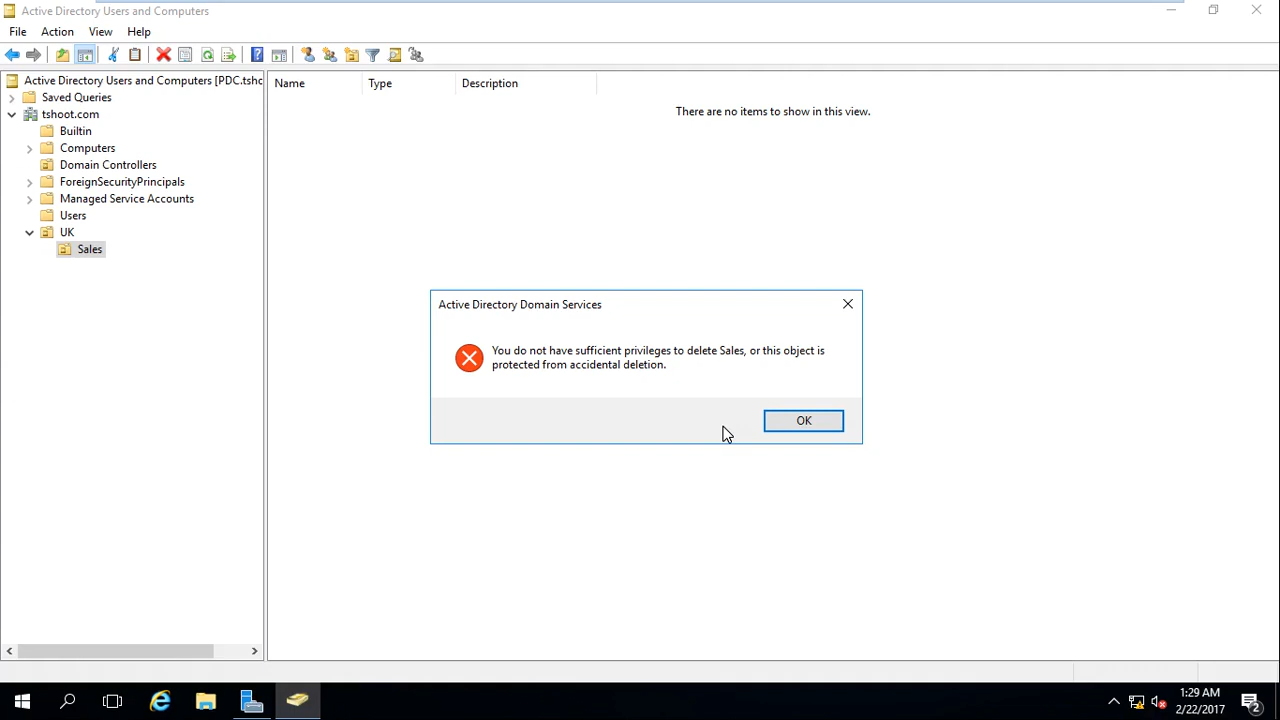 Active Directory Users and Computers
File Action View Help
Active Directory Users and Computers [PDC.tshc
Name Type Description
Saved Queries
There are no items to show in this view.
tshoot.com
Builtin
Computers
Domain Controllers
ForeignSecurityPrincipals
Managed Service Accounts
Users
UK
Sales
Active Directory Domain Services
You do not have sufficient privileges to delete Sales, or this object is
protected from accidental deletion.
OK
1:29 AM
2/22/2017
2